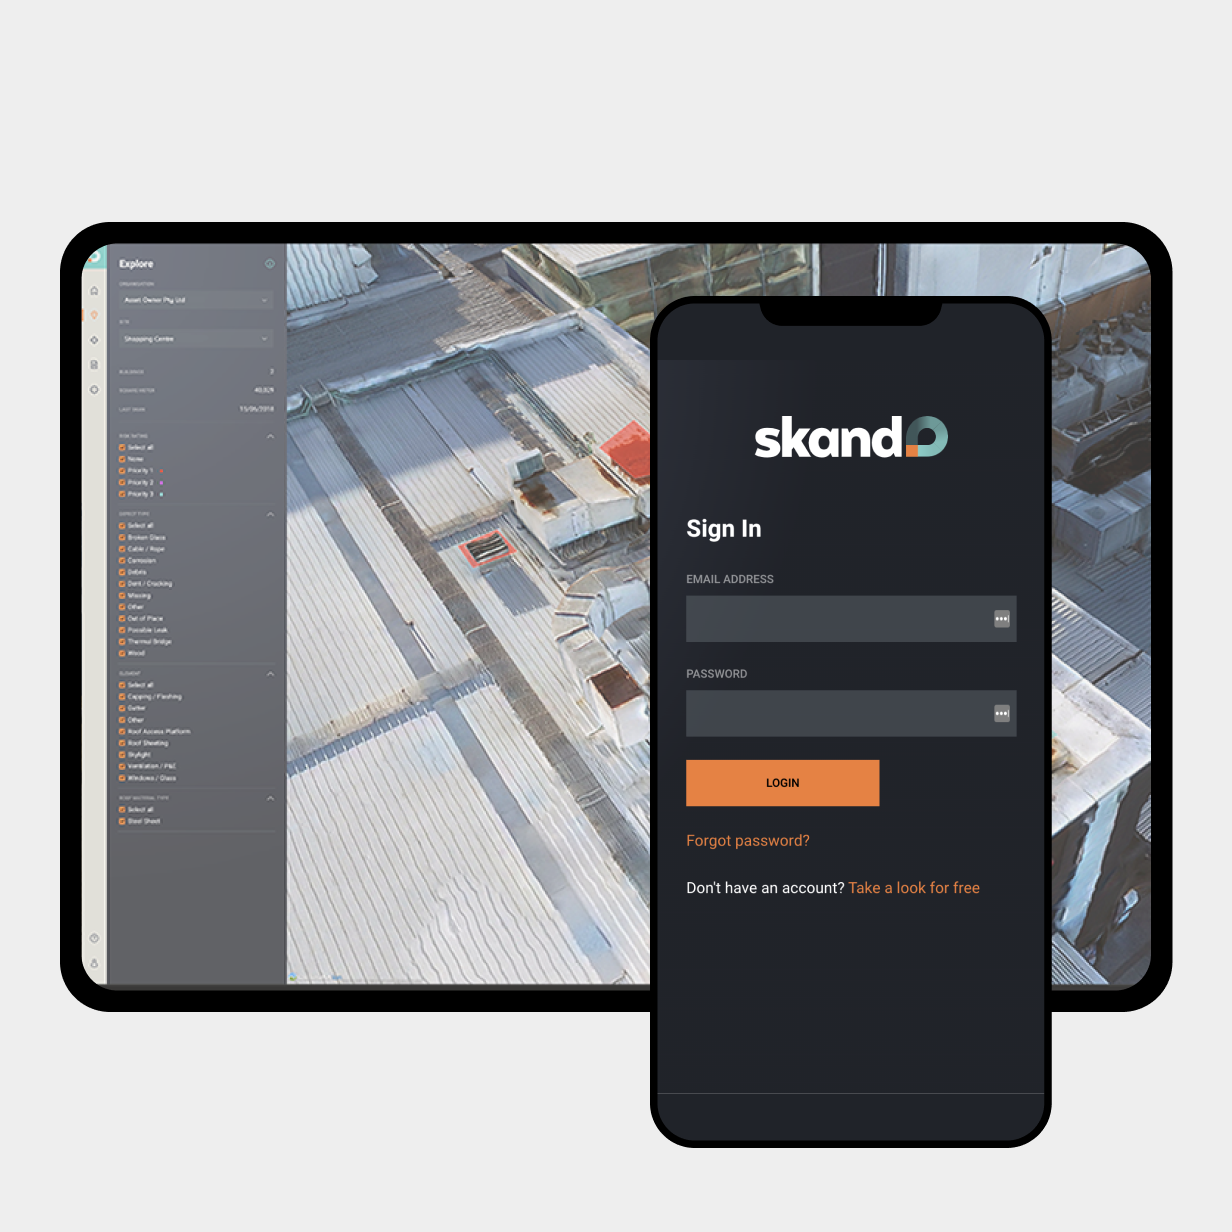 Explore
ORGANISATION
Asset Owner Pty Ltd
SITE
Shopping Centre
BUILDINGS 2
SQUARE METER 40,029
LAST SCAN 15/06/2018
RISK RATING
Select all
None
Priority 1
Priority 2
Priority 3
DEFECT TYPE
Select all
Broken Glass
Cable / Rope
Corrosion
Debris
Dent / Cracking
Missing
Other
Out of Place
Possible Leak
Thermal Bridge
Wood
ELEMENT
Select all
Capping / Flashing
Gutter
Other
Roof Access Platform
Roof Sheeting
Skylight
Ventilation / P&E
Windows / Glass
ROOF MATERIAL TYPE
Select all
Steel Sheet
skand
Sign In
EMAIL ADDRESS
PASSWORD
LOGIN
Forgot password?
Don't have an account? Take a look for free